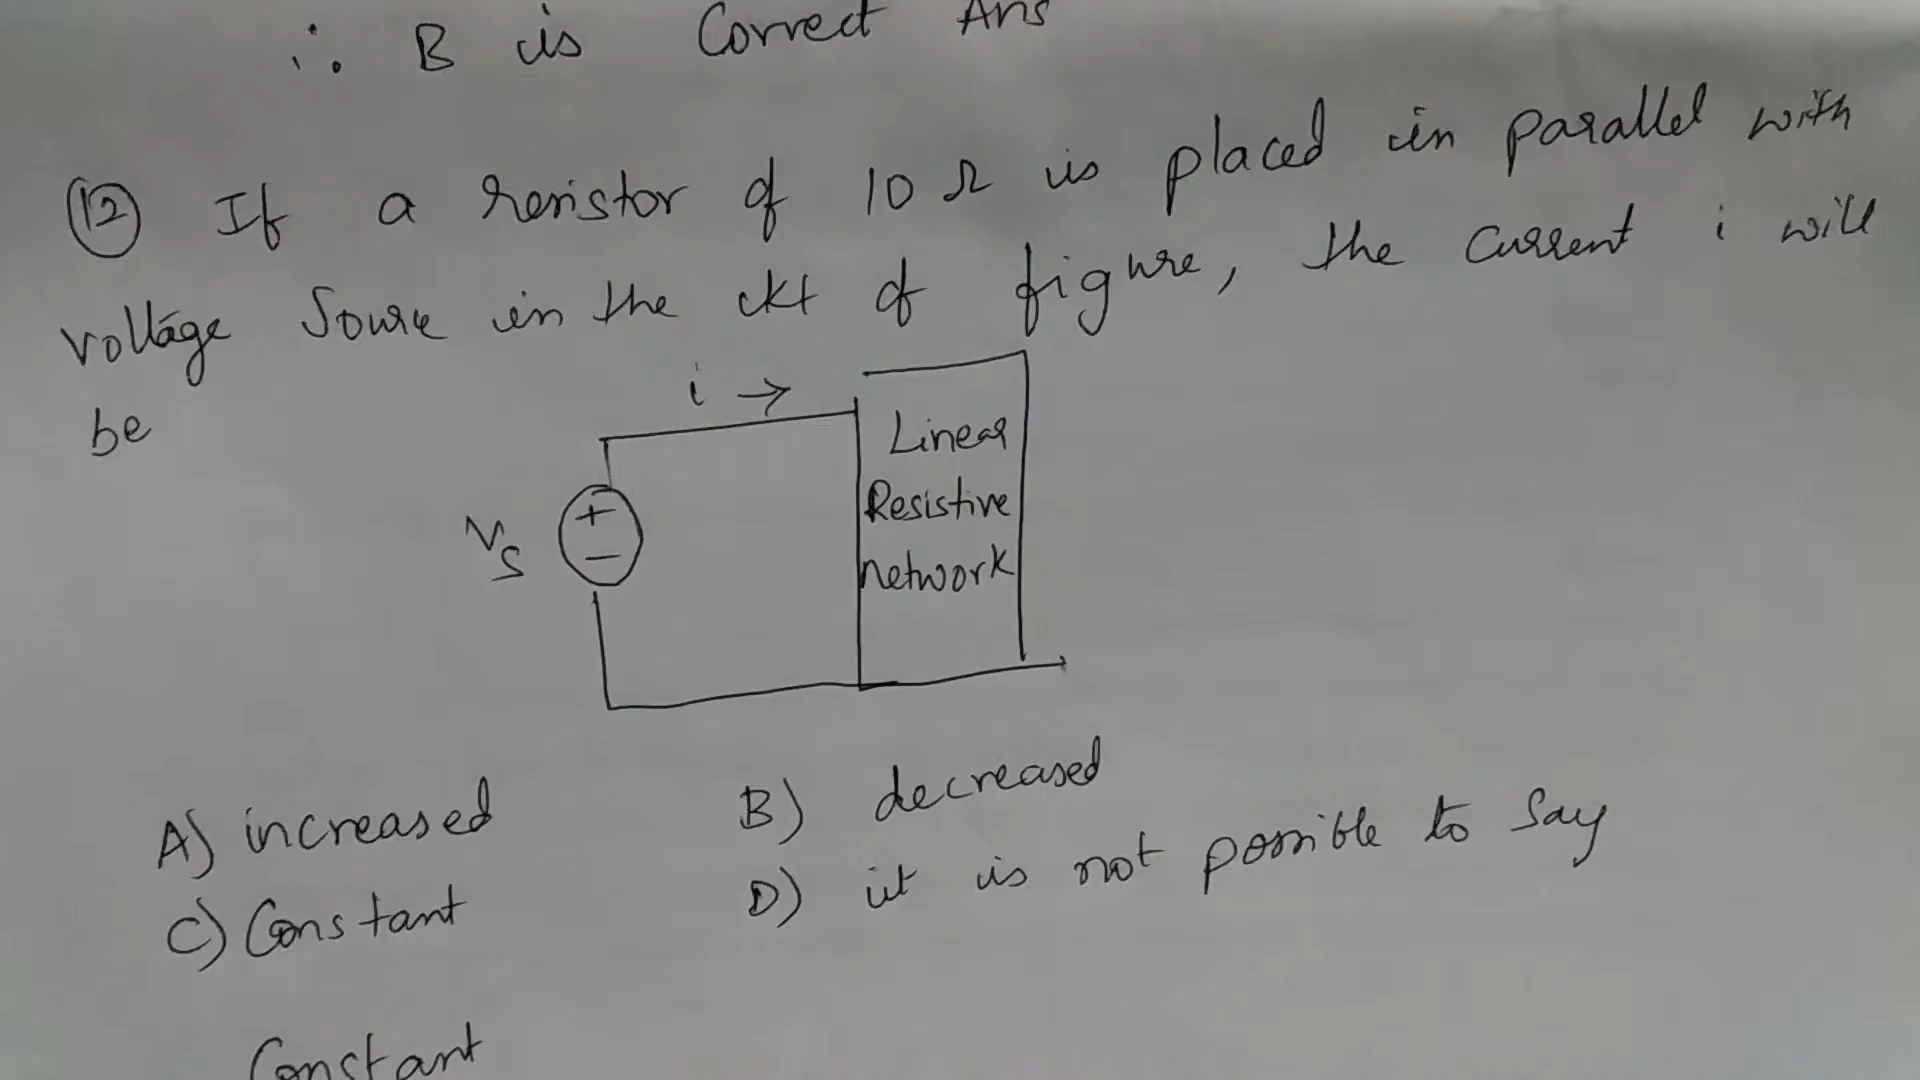 ∴ B is Correct Ans
⑫ If a resistor of 10 Ω is placed in parallel with
voltage Source in the ckt of figure, the current i will
be
i →
Linear
Resistive
network
+
−
Vs
A) increased
B) decreased
C) Constant
D) it is not possible to say
Constant